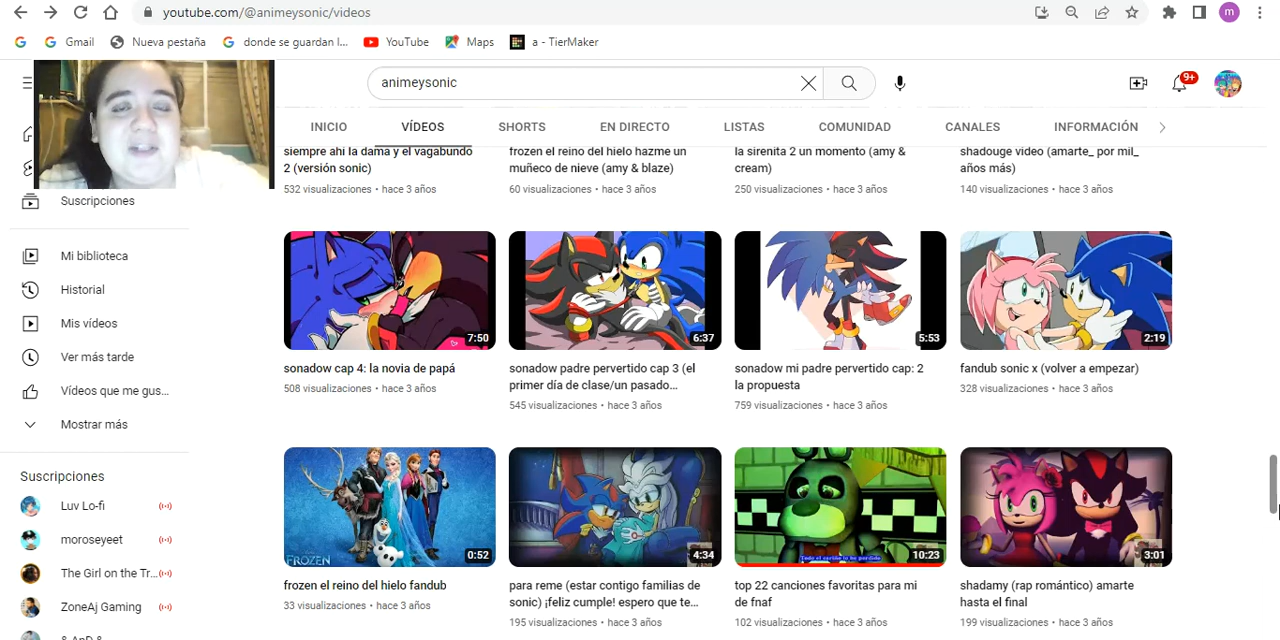 youtube.com/@animeysonic/videos
m
Gmail
Nueva pestaña
donde se guardan l...
YouTube
Maps
a - TierMaker
animeysonic
9+
INICIO
VÍDEOS
SHORTS
EN DIRECTO
LISTAS
COMUNIDAD
CANALES
INFORMACIÓN
siempre ahi la dama y el vagabundo
2 (versión sonic)
532 visualizaciones • hace 3 años
frozen el reino del hielo hazme un
muñeco de nieve (amy & blaze)
60 visualizaciones • hace 3 años
la sirenita 2 un momento (amy &
cream)
250 visualizaciones • hace 3 años
shadouge video (amarte_ por mil_
años más)
140 visualizaciones • hace 3 años
Suscripciones
Mi biblioteca
Historial
Mis vídeos
Ver más tarde
Vídeos que me gus...
Mostrar más
Suscripciones
Luv Lo-fi
moroseyeet
The Girl on the Tr...
ZoneAj Gaming
7:50
sonadow cap 4: la novia de papá
508 visualizaciones • hace 3 años
6:37
sonadow padre pervertido cap 3 (el
primer día de clase/un pasado...
545 visualizaciones • hace 3 años
5:53
sonadow mi padre pervertido cap: 2
la propuesta
759 visualizaciones • hace 3 años
2:19
fandub sonic x (volver a empezar)
328 visualizaciones • hace 3 años
FROZEN
0:52
frozen el reino del hielo fandub
33 visualizaciones • hace 3 años
4:34
para reme (estar contigo familias de
sonic) ¡feliz cumple! espero que te...
195 visualizaciones • hace 3 años
10:23
top 22 canciones favoritas para mi
de fnaf
102 visualizaciones • hace 3 años
3:01
shadamy (rap romántico) amarte
hasta el final
199 visualizaciones • hace 3 años